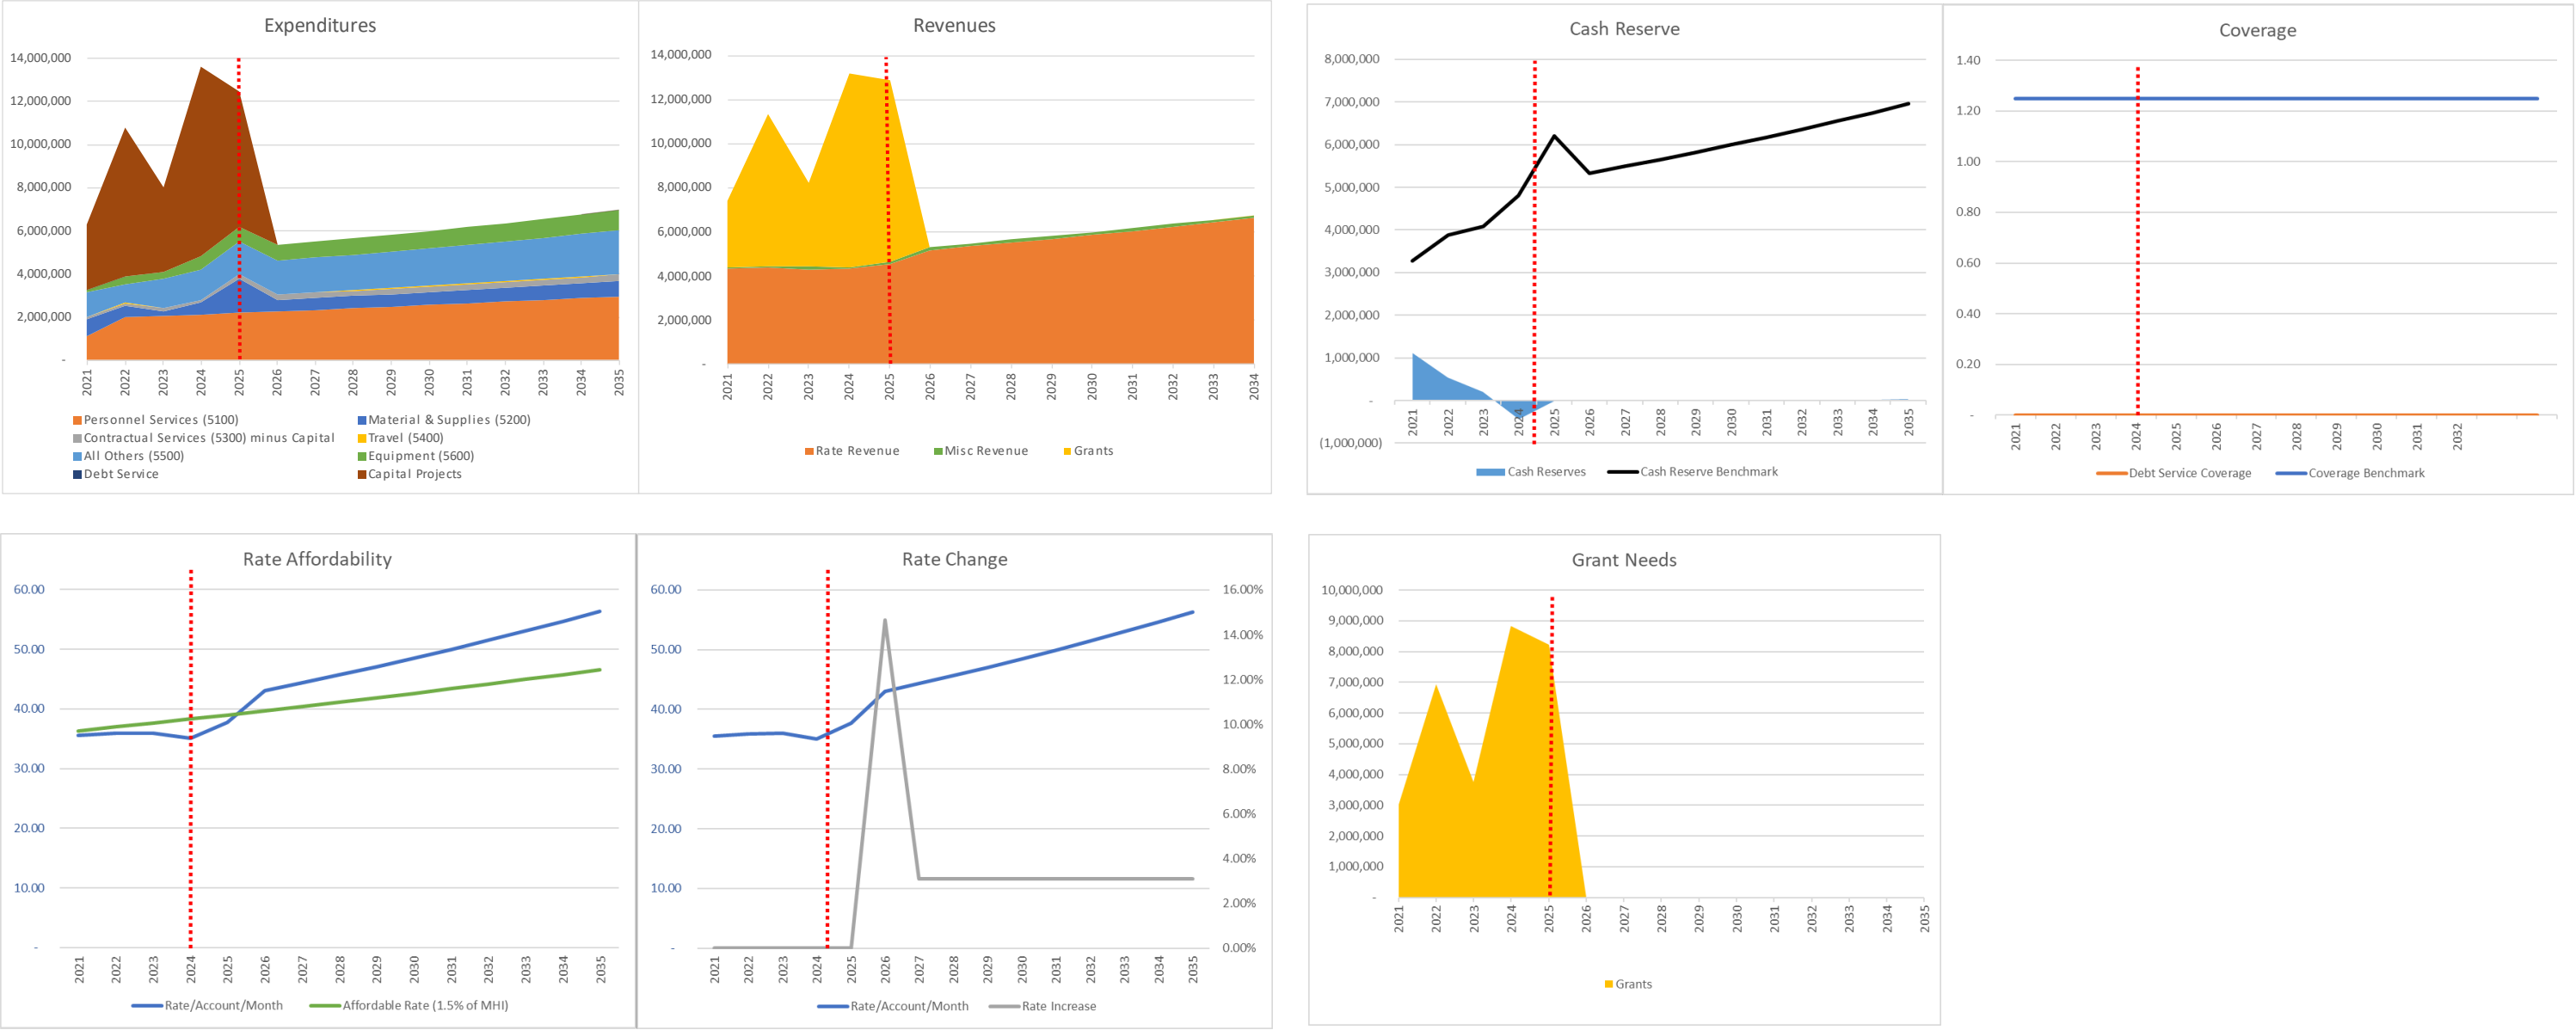 Expenditures
14,000,000
12,000,000
10,000,000
8,000,000
6,000,000
4,000,000
2,000,000
-
2021 2022 2023 2024 2025 2026 2027 2028 2029 2030 2031 2032 2033 2034 2035
Personnel Services (5100) Material & Supplies (5200)
Contractual Services (5300) minus Capital Travel (5400)
All Others (5500) Equipment (5600)
Debt Service Capital Projects
Revenues
14,000,000
12,000,000
10,000,000
8,000,000
6,000,000
4,000,000
2,000,000
-
2021 2022 2023 2024 2025 2026 2027 2028 2029 2030 2031 2032 2033 2034
Rate Revenue Misc Revenue Grants
Cash Reserve
8,000,000
7,000,000
6,000,000
5,000,000
4,000,000
3,000,000
2,000,000
1,000,000
-
(1,000,000)
2021 2022 2023 2024 2025 2026 2027 2028 2029 2030 2031 2032 2033 2034 2035
Cash Reserves Cash Reserve Benchmark
Coverage
1.40
1.20
1.00
0.80
0.60
0.40
0.20
-
2021 2022 2023 2024 2025 2026 2027 2028 2029 2030 2031 2032
Debt Service Coverage Coverage Benchmark
Rate Affordability
60.00
50.00
40.00
30.00
20.00
10.00
-
2021 2022 2023 2024 2025 2026 2027 2028 2029 2030 2031 2032 2033 2034 2035
Rate/Account/Month Affordable Rate (1.5% of MHI)
Rate Change
60.00 16.00%
50.00 14.00%
40.00 12.00%
30.00 10.00%
20.00 8.00%
10.00 6.00%
- 4.00%
2.00%
0.00%
2021 2022 2023 2024 2025 2026 2027 2028 2029 2030 2031 2032 2033 2034 2035
Rate/Account/Month Rate Increase
Grant Needs
10,000,000
9,000,000
8,000,000
7,000,000
6,000,000
5,000,000
4,000,000
3,000,000
2,000,000
1,000,000
-
2021 2022 2023 2024 2025 2026 2027 2028 2029 2030 2031 2032 2033 2034 2035
Grants